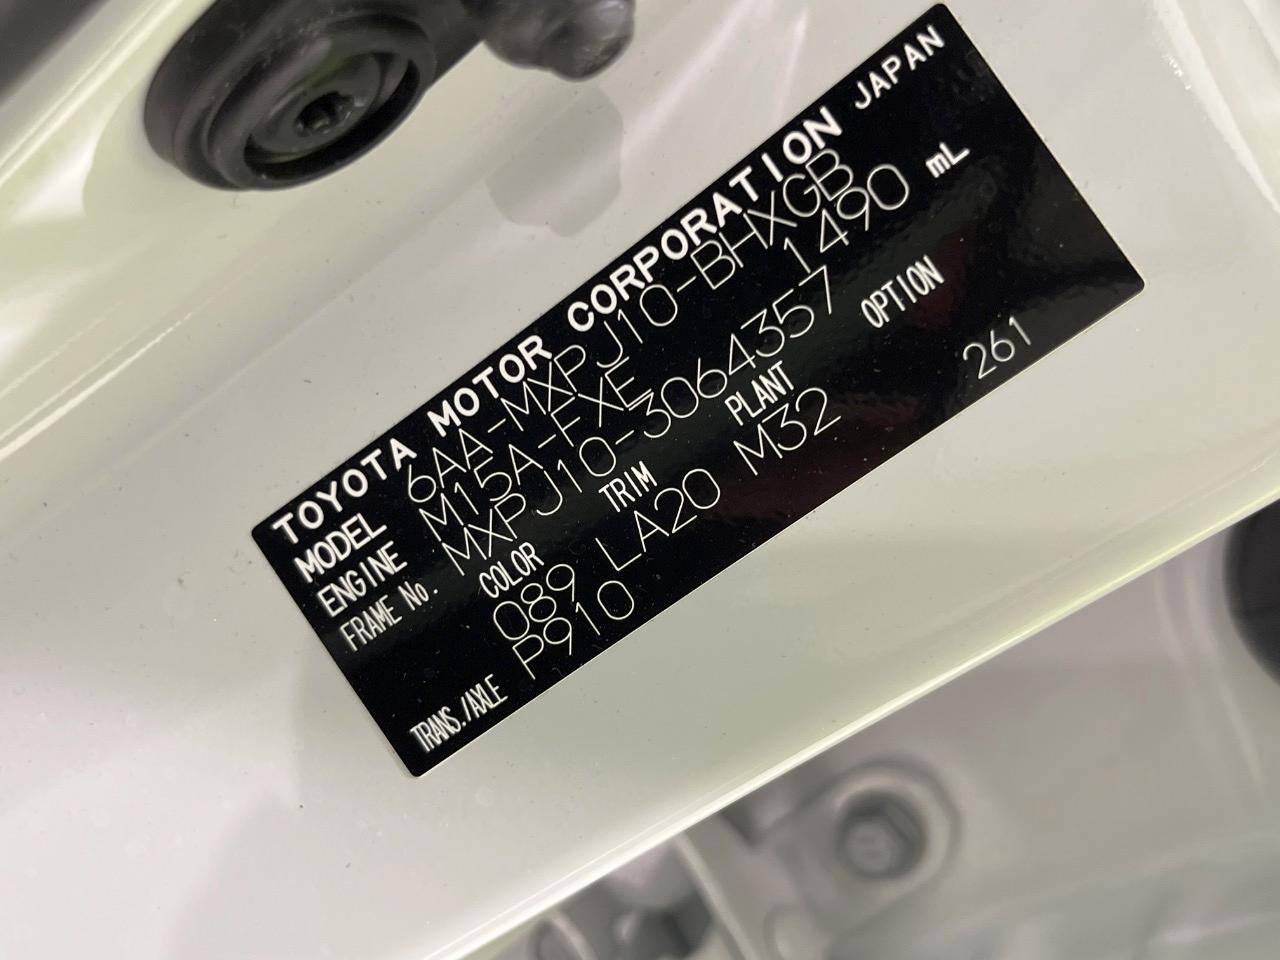 TOYOTA MOTOR CORPORATION JAPAN
MODEL 6AA-MXPJ10-BHXGB
ENGINE M15A-FXE 1490 mL
FRAME No. MXPJ10-3064357
COLOR TRIM PLANT OPTION
089 LA20 M32 261
TRANS./AXLE P910